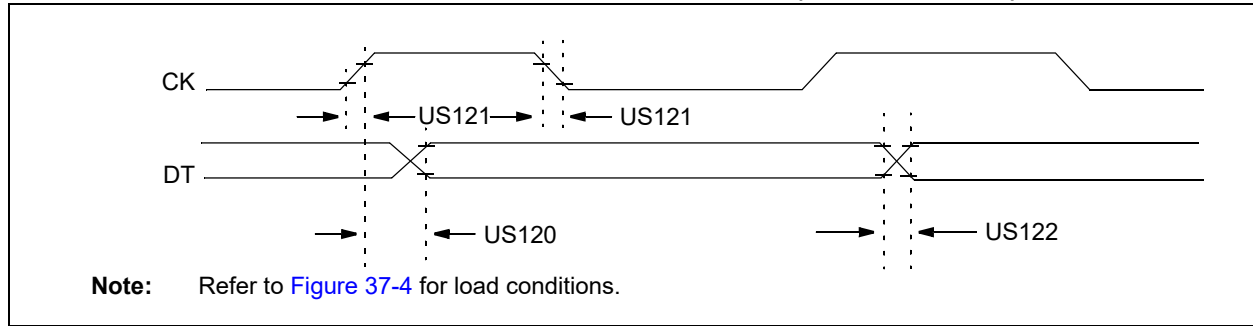 CK
US121
US121
DT
US120
US122
Note: Refer to Figure 37-4 for load conditions.